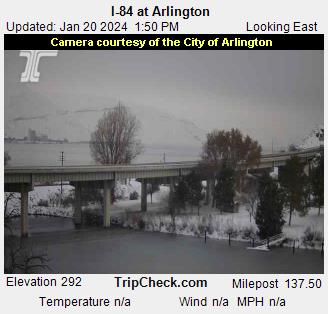 I-84 at Arlington
Updated: Jan 20 2024 1:50 PM Looking East
Camera courtesy of the City of Arlington
Elevation 292 TripCheck.com Milepost 137.50
Temperature n/a Wind n/a MPH n/a